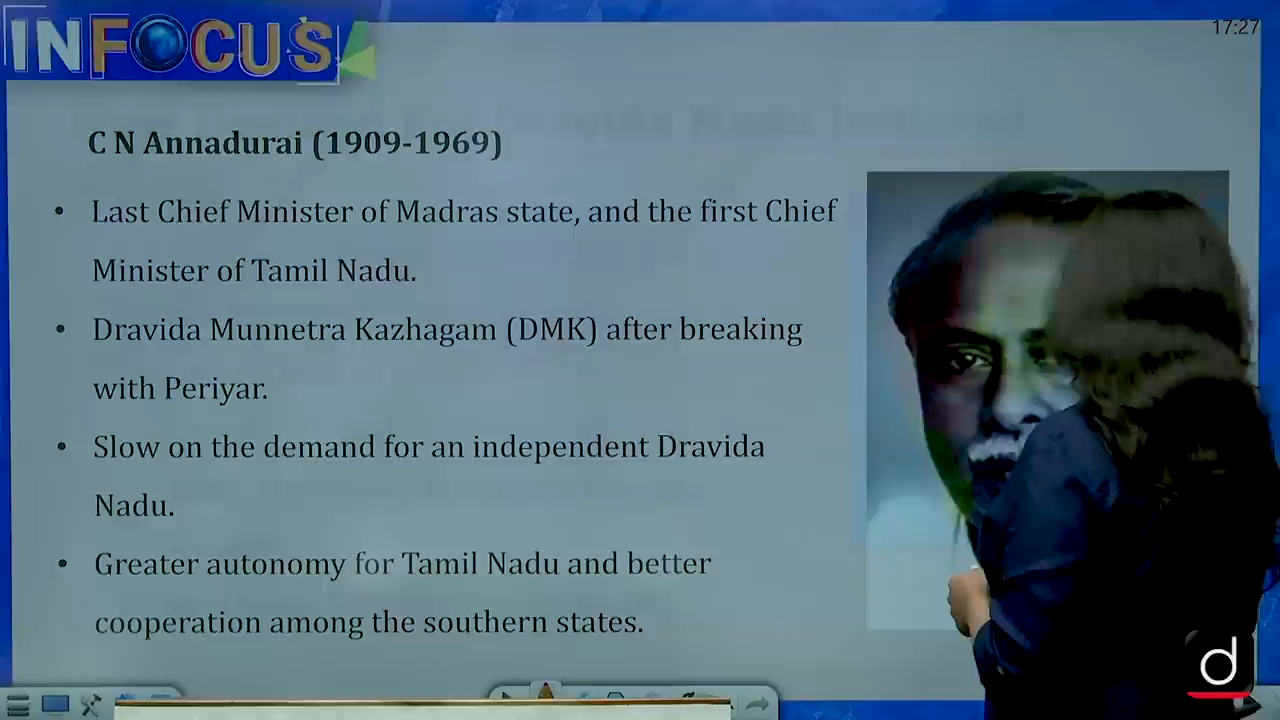 INFOCUS
17:27
C N Annadurai (1909-1969)
• Last Chief Minister of Madras state, and the first Chief
Minister of Tamil Nadu.
• Dravida Munnetra Kazhagam (DMK) after breaking
with Periyar.
• Slow on the demand for an independent Dravida
Nadu.
• Greater autonomy for Tamil Nadu and better
cooperation among the southern states.
d